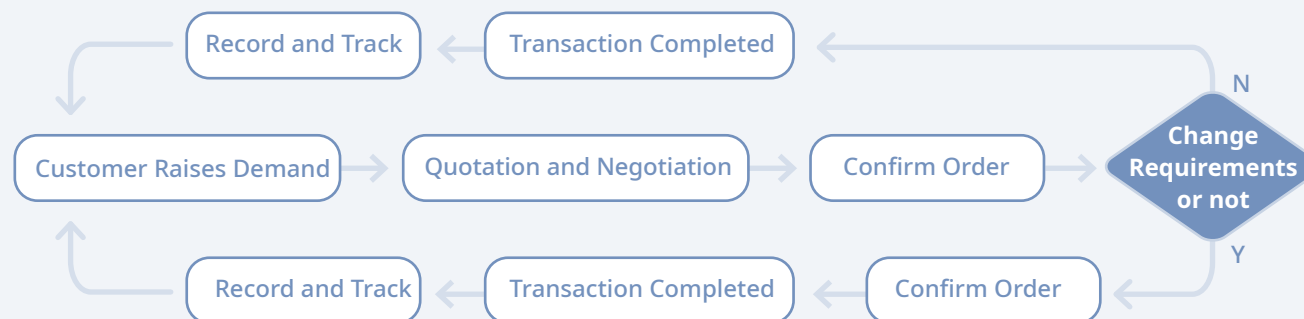 Record and Track
Transaction Completed
N
Customer Raises Demand
Quotation and Negotiation
Confirm Order
Change
Requirements
or not
Y
Record and Track
Transaction Completed
Confirm Order